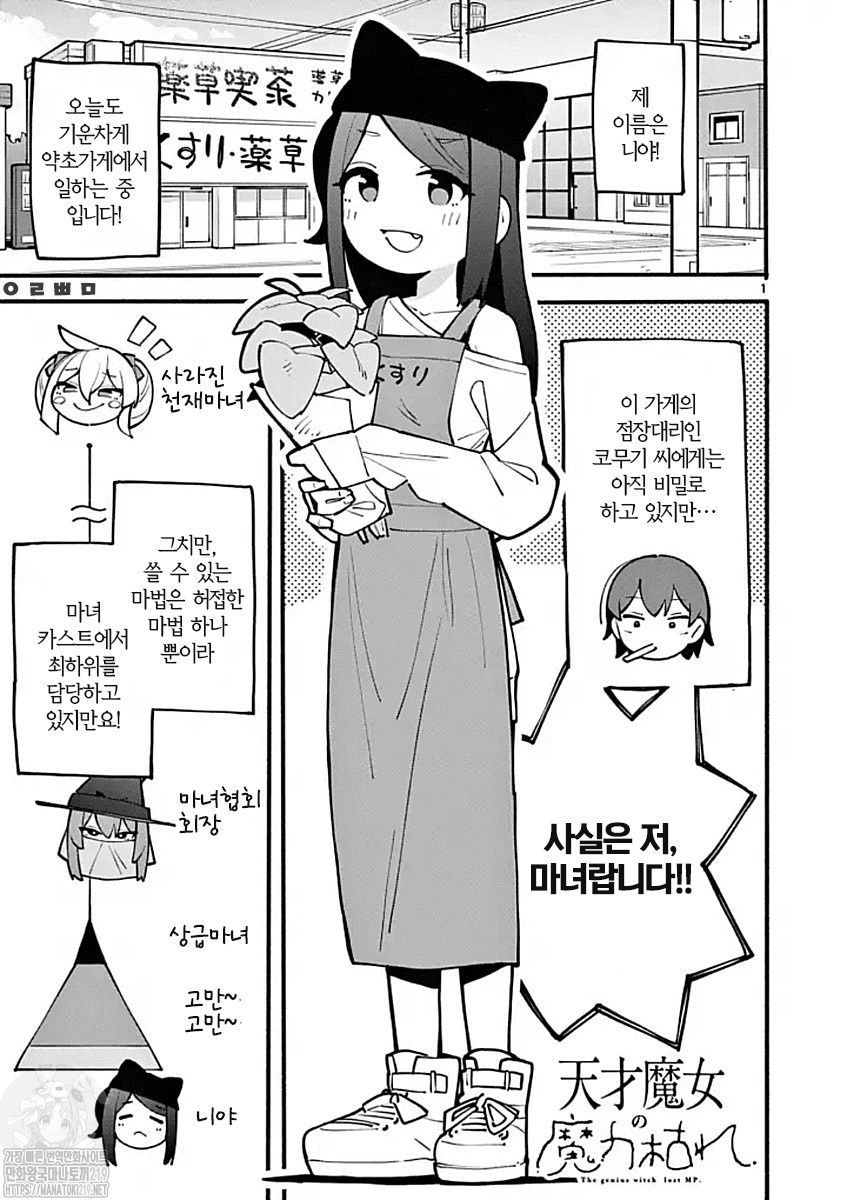 제
이름은
니야!
薬草喫茶
くすり・薬草
오늘도
기운차게
약초가게에서
일하는 중
입니다!
1
ㅇㄹㅃㅁ
くすり
이 가게의
점장대리인
코무기 씨에게는
아직 비밀로
하고 있지만…
사실은 저,
마녀랍니다!!
사라진
천재마녀
그치만,
쓸 수 있는
마법은 허접한
마법 하나
뿐이라
마녀
카스트에서
최하위를
담당하고
있지만요!
마녀협회
회장
상급마녀
고만~
고만~
니야
天才魔女
の
魔力枯れ
The genius witch lost MP.
가장 빠른 번역만화사이트
만화왕국마나토끼219
HTTPS://MANATOKI219.NET